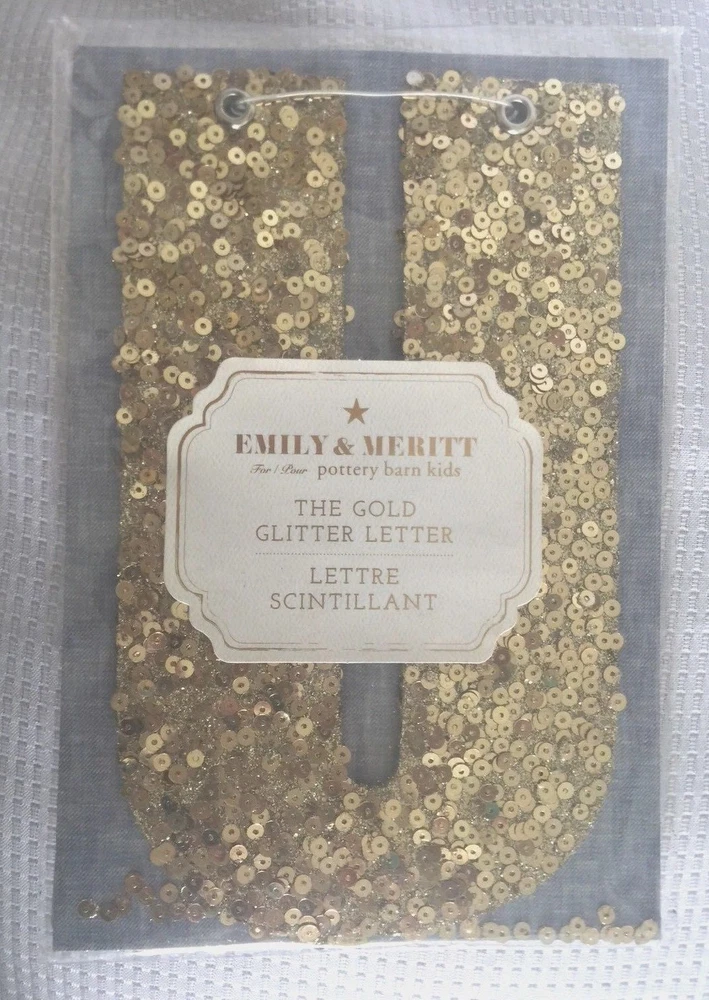 U
EMILY & MERITT
For / Pour pottery barn kids
THE GOLD
GLITTER LETTER
LETTRE
SCINTILLANT